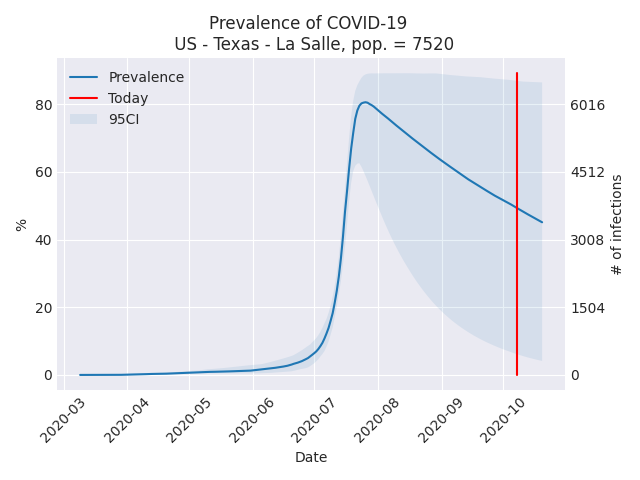 Prevalence of COVID-19
US - Texas - La Salle, pop. = 7520
Prevalence
Today
95CI
80
60
40
20
0
%
6016
4512
3008
1504
0
# of infections
2020-03
2020-04
2020-05
2020-06
2020-07
2020-08
2020-09
2020-10
Date